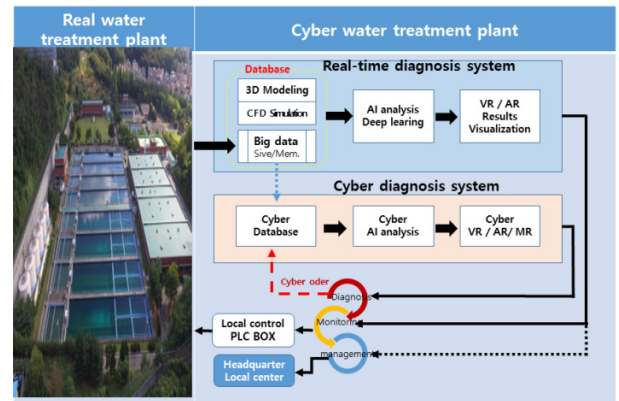 Real water
treatment plant
Cyber water treatment plant
Database
Real-time diagnosis system
3D Modeling
CFD Simulation
Big data
Sive/Mem.
AI analysis
Deep learing
VR / AR
Results
Visualization
Cyber diagnosis system
Cyber
Database
Cyber
AI analysis
Cyber
VR / AR/ MR
Cyber oder
Diagnosis
Monitoring
management
Local control
PLC BOX
Headquarter
Local center